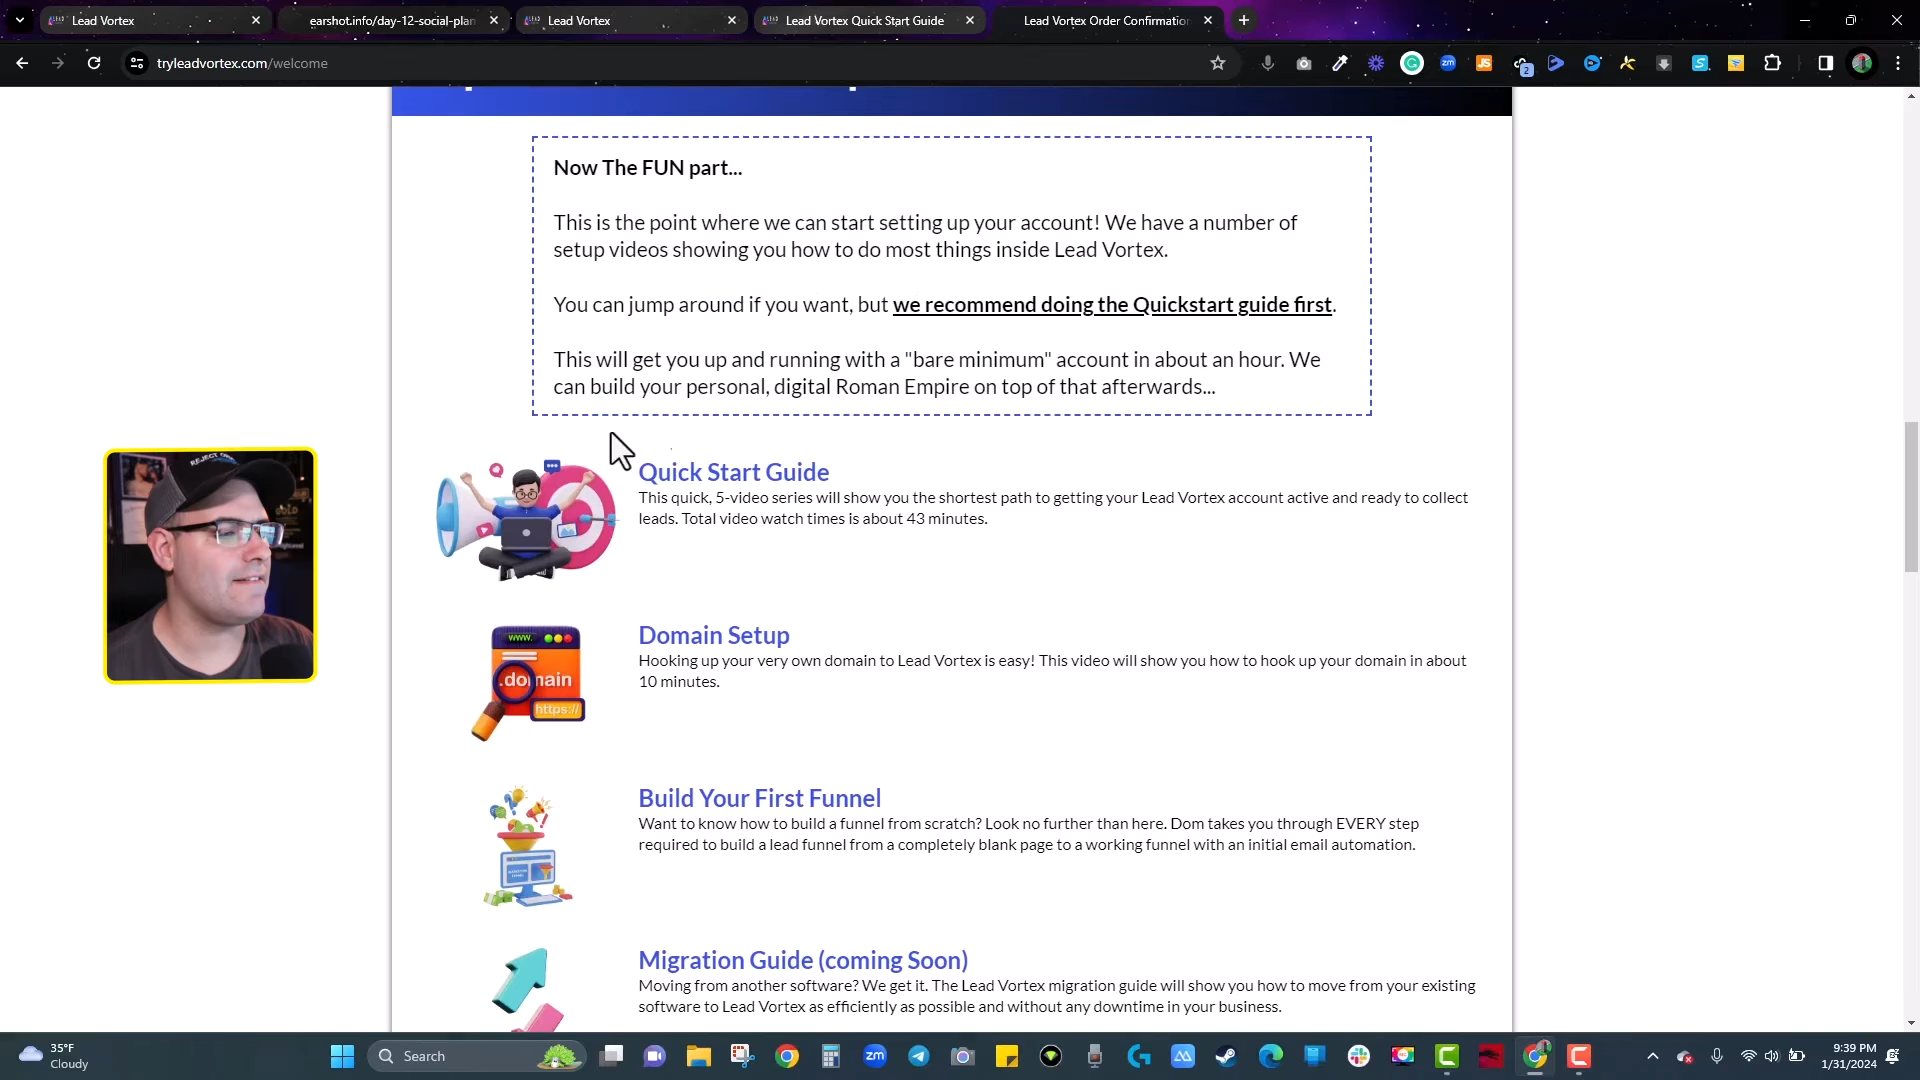 Lead Vortex
earshot.info/day-12-social-plan
Lead Vortex
Lead Vortex Quick Start Guide
Lead Vortex Order Confirmation
tryleadvortex.com/welcome
Now The FUN part...
This is the point where we can start setting up your account! We have a number of
setup videos showing you how to do most things inside Lead Vortex.
You can jump around if you want, but we recommend doing the Quickstart guide first.
This will get you up and running with a "bare minimum" account in about an hour. We
can build your personal, digital Roman Empire on top of that afterwards...
Quick Start Guide
This quick, 5-video series will show you the shortest path to getting your Lead Vortex account active and ready to collect
leads. Total video watch times is about 43 minutes.
www.
.domain
https://
Domain Setup
Hooking up your very own domain to Lead Vortex is easy! This video will show you how to hook up your domain in about
10 minutes.
Build Your First Funnel
Want to know how to build a funnel from scratch? Look no further than here. Dom takes you through EVERY step
required to build a lead funnel from a completely blank page to a working funnel with an initial email automation.
Migration Guide (coming Soon)
Moving from another software? We get it. The Lead Vortex migration guide will show you how to move from your existing
software to Lead Vortex as efficiently as possible and without any downtime in your business.
35°F
Cloudy
Search
9:39 PM
1/31/2024